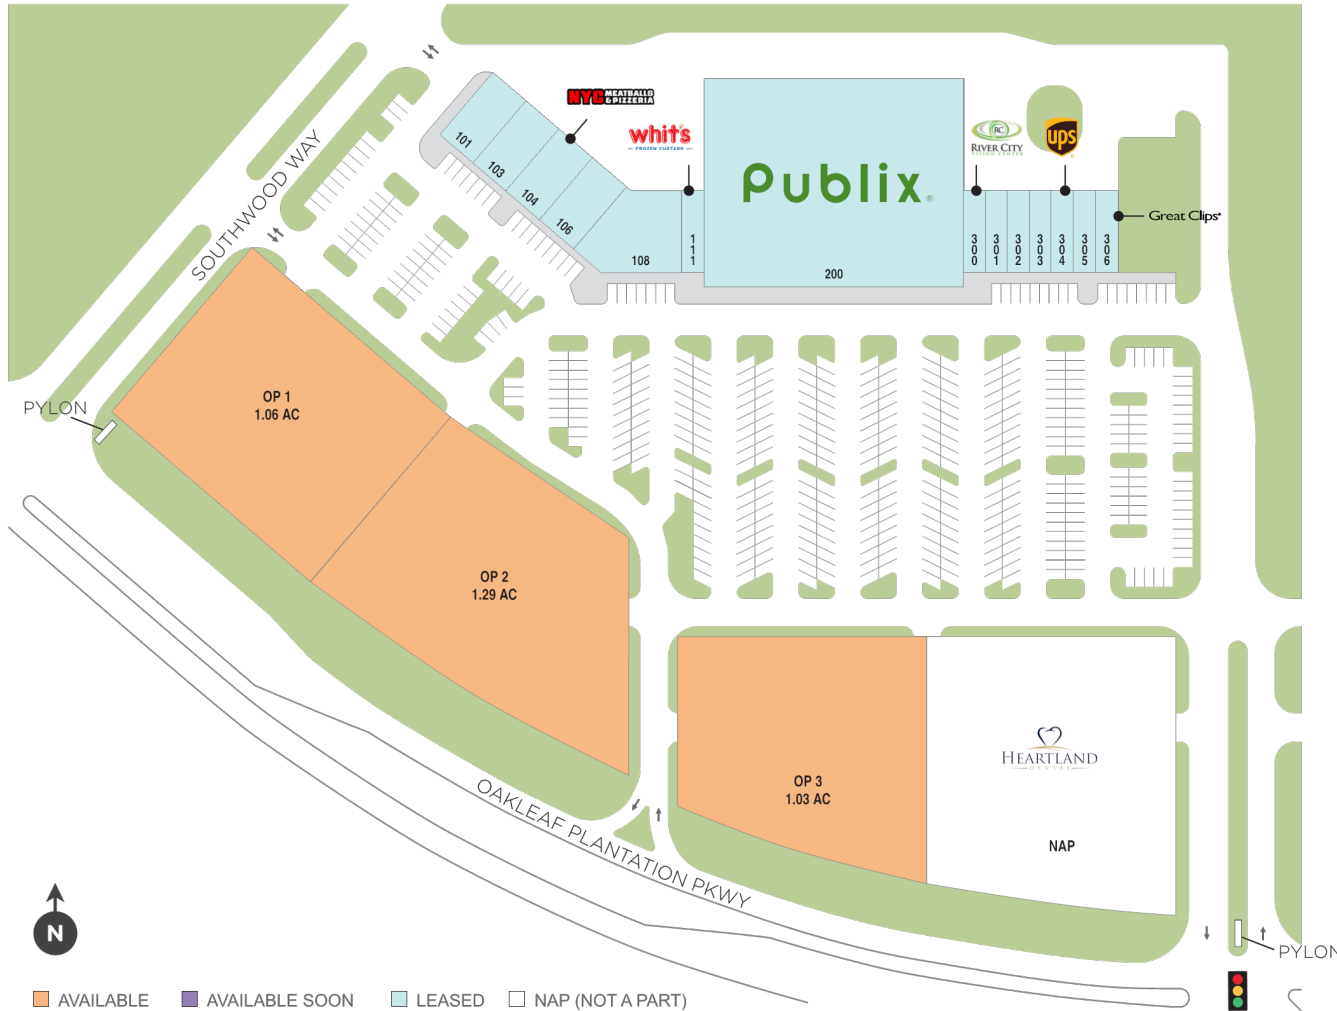 NYC MEATBALLS
& PIZZERIA
whit's
FROZEN CUSTARD
RC
RIVER CITY
VISION CENTER
ups
Publix®
Great Clips®
101
103
104
106
108
111
200
300
301
302
303
304
305
306
SOUTHWOOD WAY
PYLON
OP 1
1.06 AC
OP 2
1.29 AC
OP 3
1.03 AC
HEARTLAND
DENTAL
NAP
OAKLEAF PLANTATION PKWY
PYLON
N
AVAILABLE
AVAILABLE SOON
LEASED
NAP (NOT A PART)